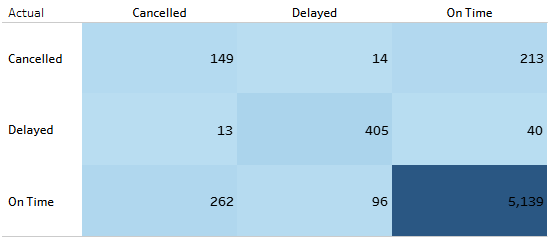 Actual Cancelled Delayed On Time
Cancelled 149 14 213
Delayed 13 405 40
On Time 262 96 5,139